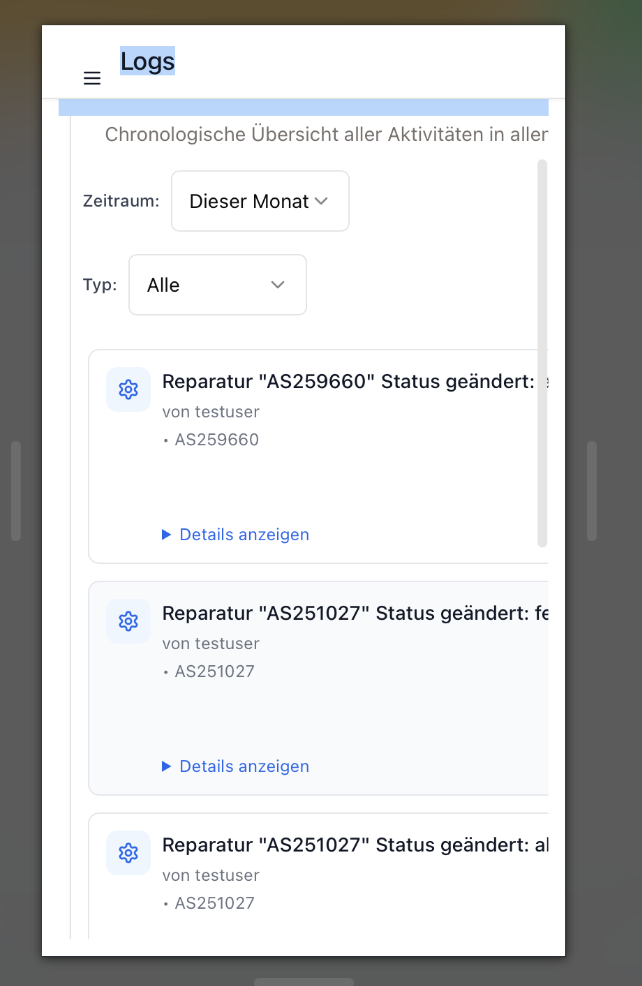 Logs
Chronologische Übersicht aller Aktivitäten in aller
Zeitraum:
Dieser Monat
Typ:
Alle
Reparatur "AS259660" Status geändert:
von testuser
• AS259660
Details anzeigen
Reparatur "AS251027" Status geändert: fe
von testuser
• AS251027
Details anzeigen
Reparatur "AS251027" Status geändert: al
von testuser
• AS251027